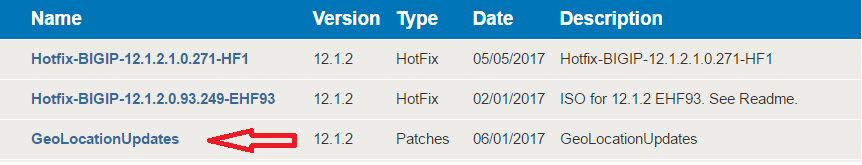 Name Version Type Date Description
Hotfix-BIGIP-12.1.2.1.0.271-HF1 12.1.2 HotFix 05/05/2017 Hotfix-BIGIP-12.1.2.1.0.271-HF1
Hotfix-BIGIP-12.1.2.0.93.249-EHF93 12.1.2 HotFix 02/01/2017 ISO for 12.1.2 EHF93. See Readme.
GeoLocationUpdates 12.1.2 Patches 06/01/2017 GeoLocationUpdates